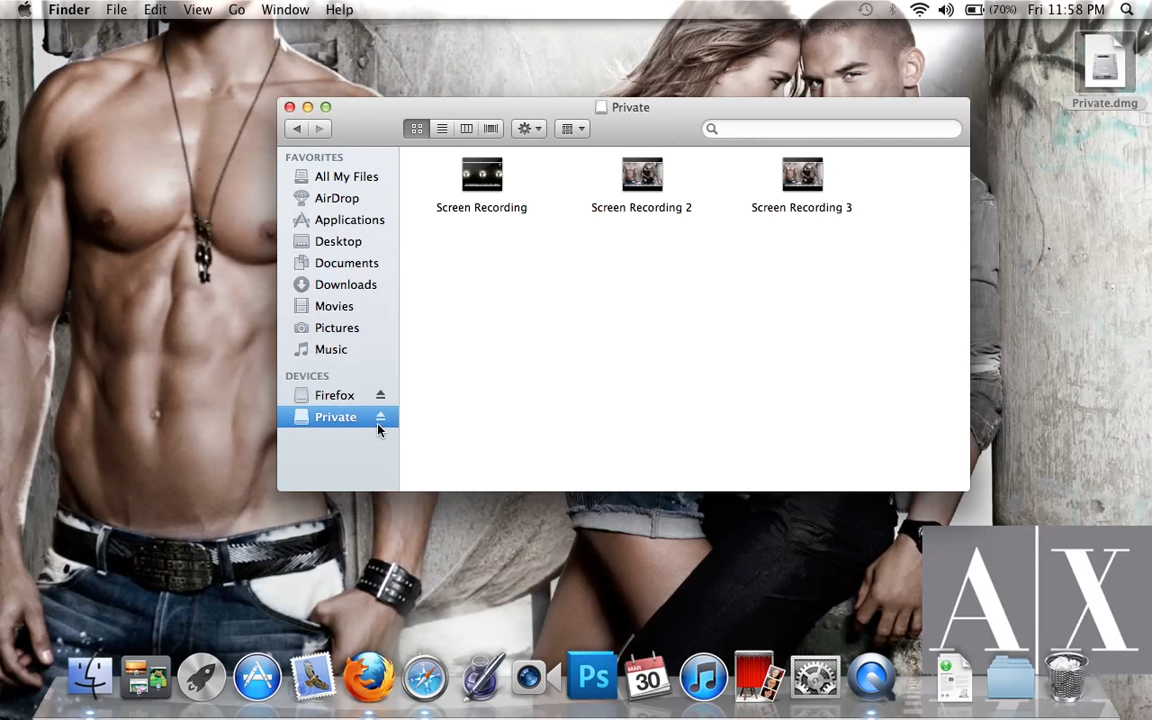 Finder File Edit View Go Window Help (70%) Fri 11:58 PM
Private.dmg
Private
FAVORITES
All My Files
AirDrop
Applications
Desktop
Documents
Downloads
Movies
Pictures
Music
DEVICES
Firefox
Private
Screen Recording Screen Recording 2 Screen Recording 3
A|X
Ps
MAR
30